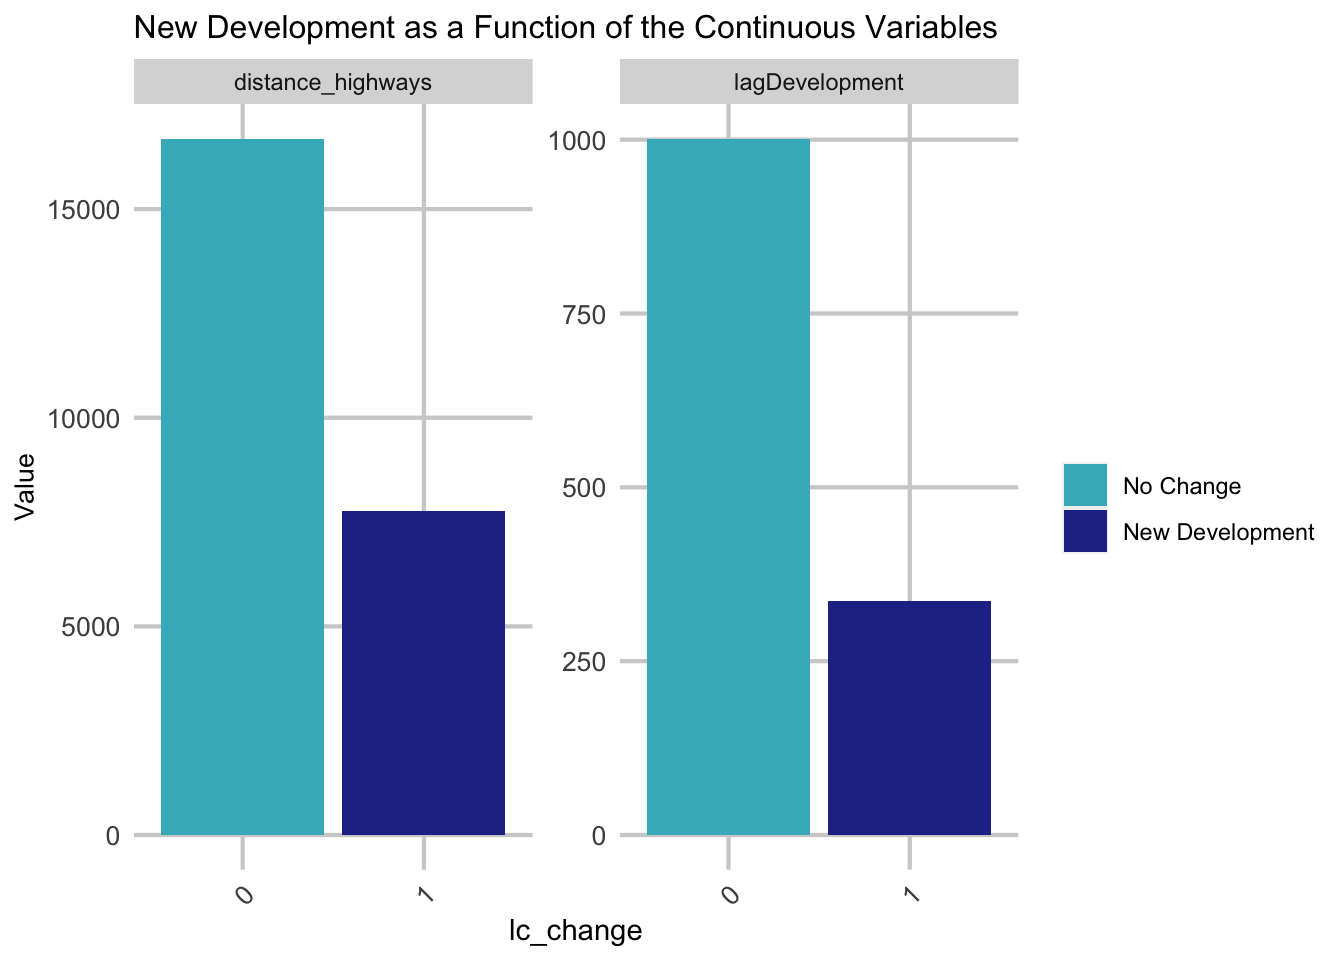 New Development as a Function of the Continuous Variables
distance_highways
lagDevelopment
Value
15000
10000
5000
0
1000
750
500
250
0
0
1
0
1
lc_change
No Change
New Development